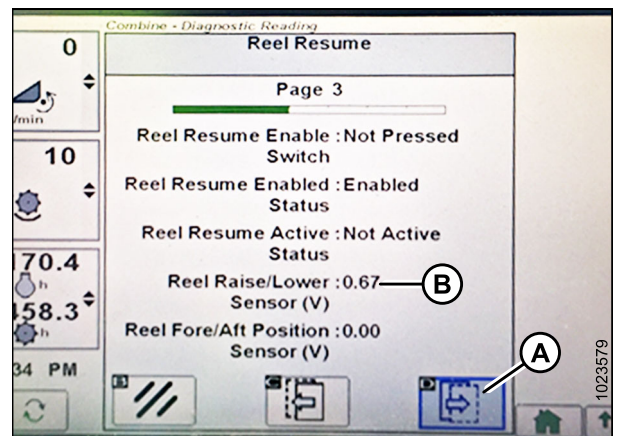 Combine - Diagnostic Reading
Reel Resume
Page 3
Reel Resume Enable : Not Pressed
Switch
Reel Resume Enabled : Enabled
Status
Reel Resume Active : Not Active
Status
Reel Raise/Lower : 0.67
Sensor (V)
Reel Fore/Aft Position : 0.00
Sensor (V)
0
/min
10
170.4
h
458.3
h
34 PM
E
C
D
B
A
1023579